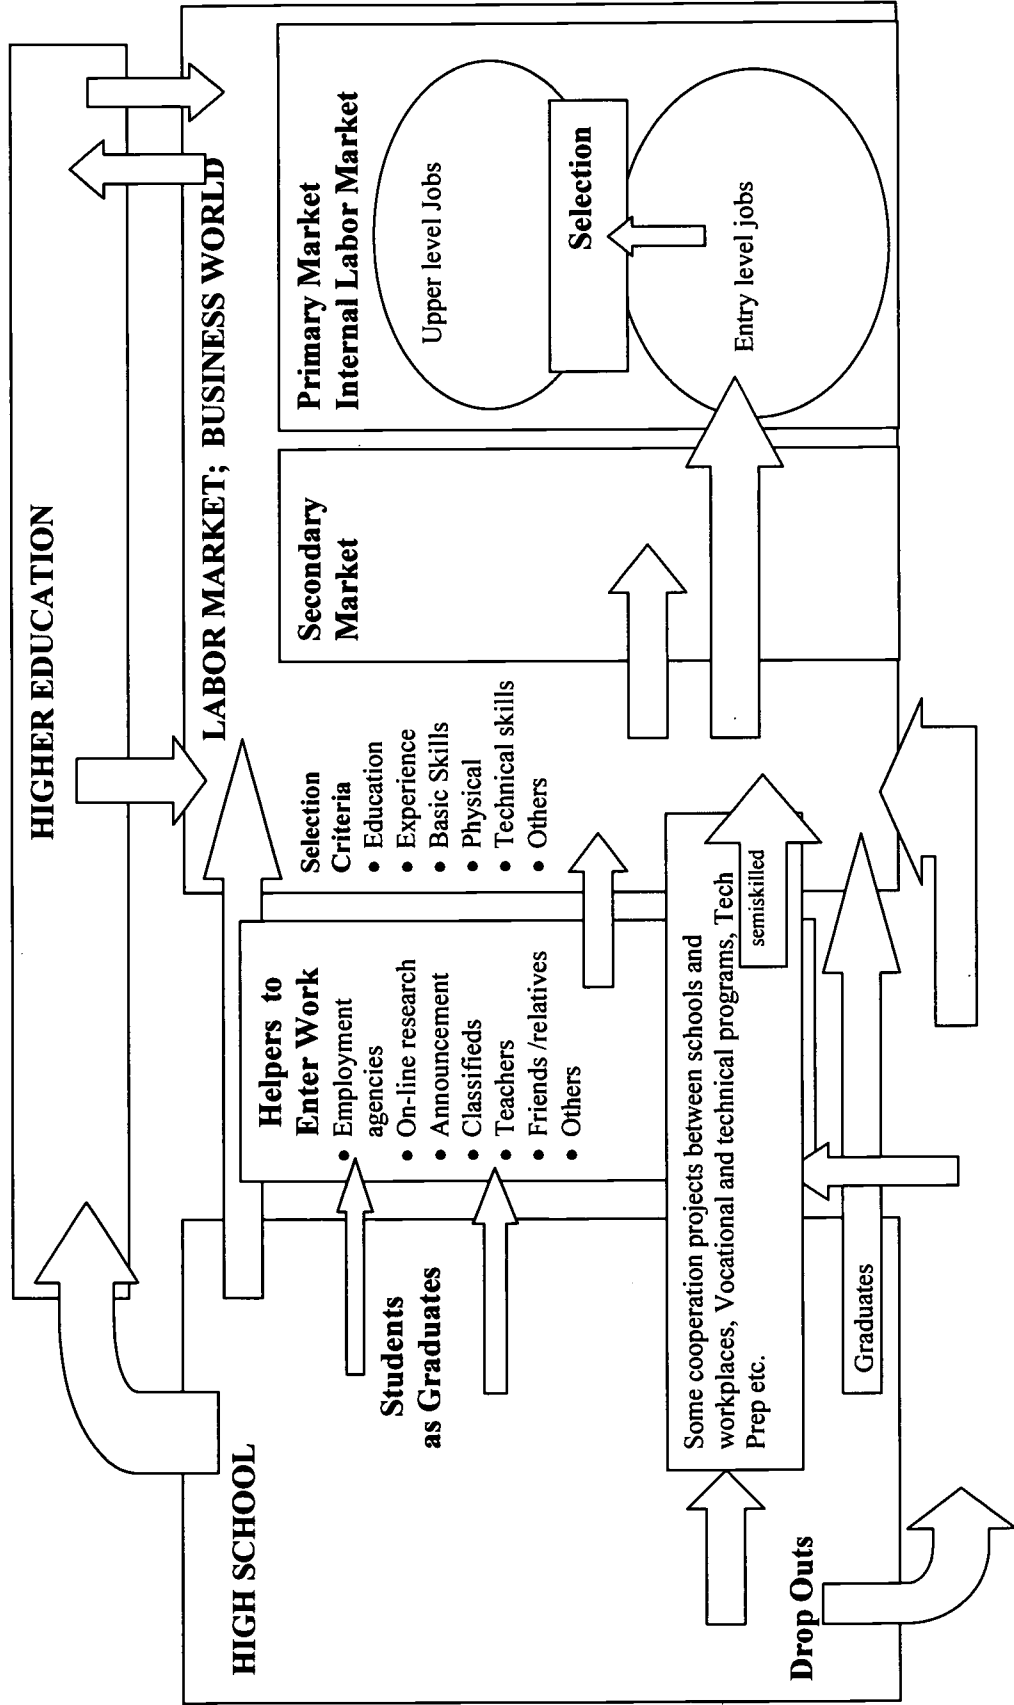 HIGHER EDUCATION
HIGH SCHOOL
LABOR MARKET; BUSINESS WORLD
Students
as Graduates
Helpers to
Enter Work
• Employment
agencies
• On-line research
• Announcement
• Classifieds
• Teachers
• Friends /relatives
• Others
Selection
Criteria
• Education
• Experience
• Basic Skills
• Physical
• Technical skills
• Others
Secondary
Market
Primary Market
Internal Labor Market
Upper level Jobs
Selection
Entry level jobs
Some cooperation projects between schools and
workplaces, Vocational and technical programs, Tech
Prep etc.
semiskilled
Graduates
Drop Outs